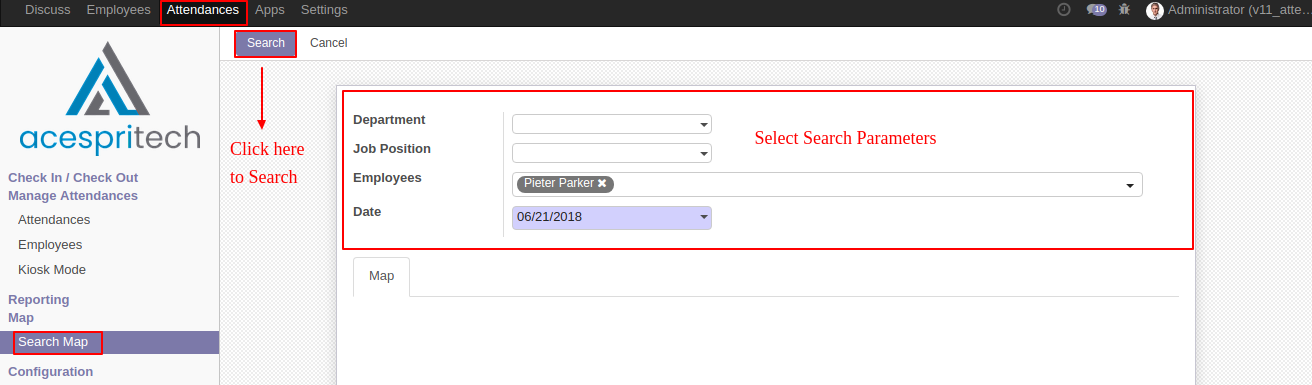 Discuss Employees Attendances Apps Settings 10 Administrator (v11_atte...
Search Cancel
acespritech
Click here
to Search
Check In / Check Out
Manage Attendances
Attendances
Employees
Kiosk Mode
Reporting
Map
Search Map
Configuration
Select Search Parameters
Department
Job Position
Employees Pieter Parker ✖
Date 06/21/2018
Map